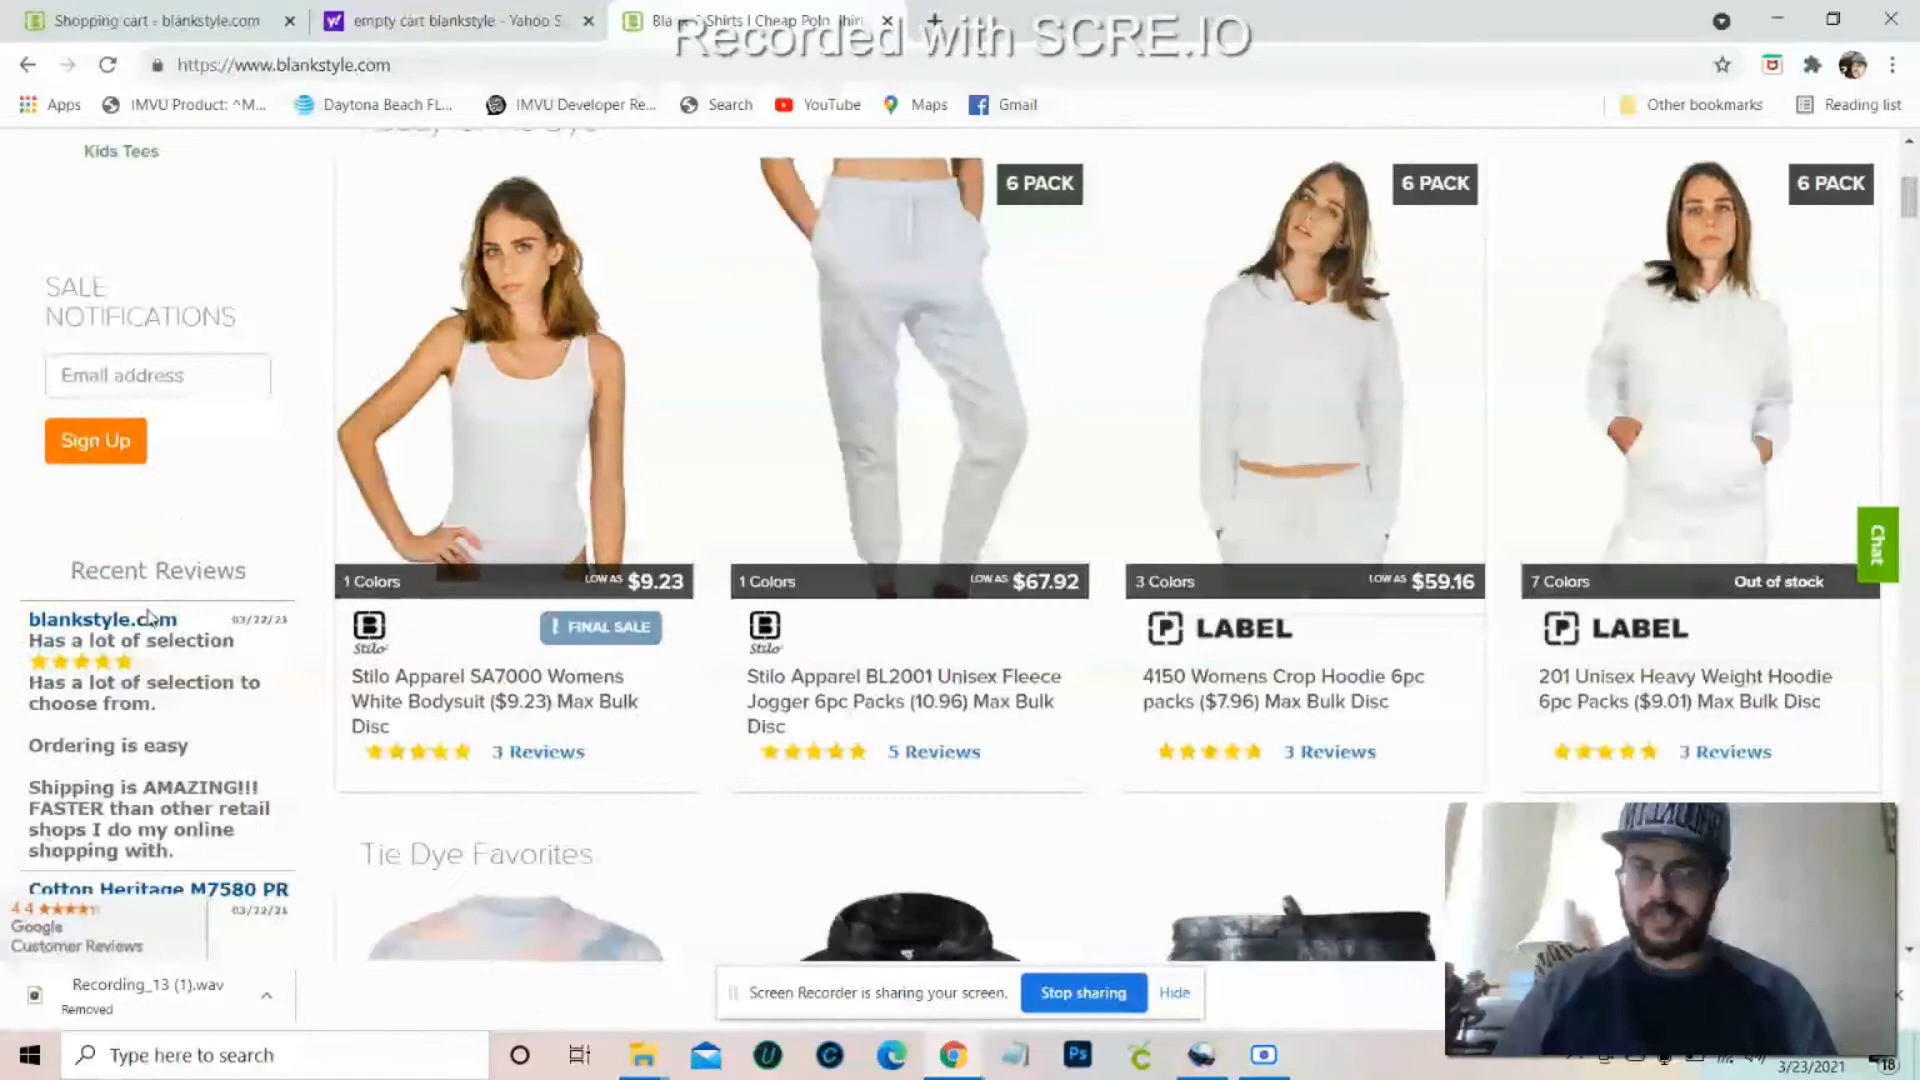 Shopping cart - blankstyle.com
empty cart blankstyle - Yahoo S
Recorded with SCRE.IO
https://www.blankstyle.com
Apps
IMVU Product: ^M...
Daytona Beach FL...
IMVU Developer Re...
Search
YouTube
Maps
Gmail
Other bookmarks
Reading list
Kids Tees
SALE
NOTIFICATIONS
Email address
Sign Up
Recent Reviews
blankstyle.com
Has a lot of selection
Has a lot of selection to
choose from.
Ordering is easy
Shipping is AMAZING!!!
FASTER than other retail
shops I do my online
shopping with.
Cotton Heritage M7580 PR
Google
Customer Reviews
1 Colors LOW AS $9.23
Stilo
FINAL SALE
Stilo Apparel SA7000 Womens
White Bodysuit ($9.23) Max Bulk
Disc
3 Reviews
6 PACK
1 Colors LOW AS $67.92
Stilo
Stilo Apparel BL2001 Unisex Fleece
Jogger 6pc Packs (10.96) Max Bulk
Disc
5 Reviews
6 PACK
3 Colors LOW AS $59.16
P LABEL
4150 Womens Crop Hoodie 6pc
packs ($7.96) Max Bulk Disc
3 Reviews
6 PACK
7 Colors Out of stock
P LABEL
201 Unisex Heavy Weight Hoodie
6pc Packs ($9.01) Max Bulk Disc
3 Reviews
Chat
Tie Dye Favorites
Recording_13 (1).wav
Removed
Screen Recorder is sharing your screen.
Stop sharing
Hide
Type here to search
Ps
3/23/2021
18